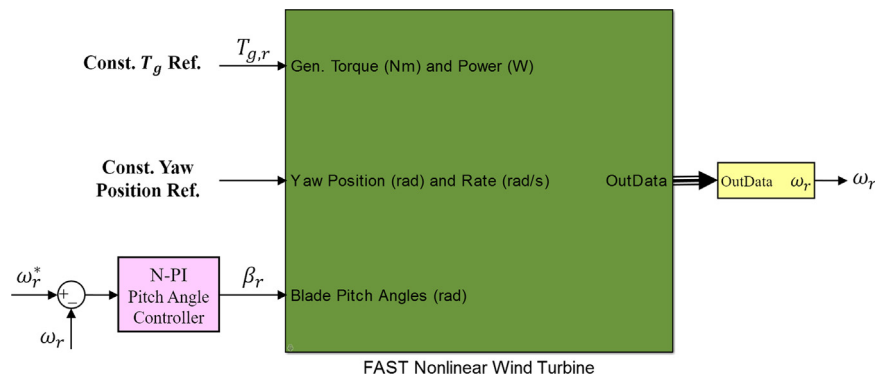 Const. T_g Ref.
T_{g,r}
Gen. Torque (Nm) and Power (W)
Const. Yaw
Position Ref.
Yaw Position (rad) and Rate (rad/s)
OutData
OutData ω_r
ω_r
ω_r^*
+
−
ω_r
N-PI
Pitch Angle
Controller
β_r
Blade Pitch Angles (rad)
FAST Nonlinear Wind Turbine